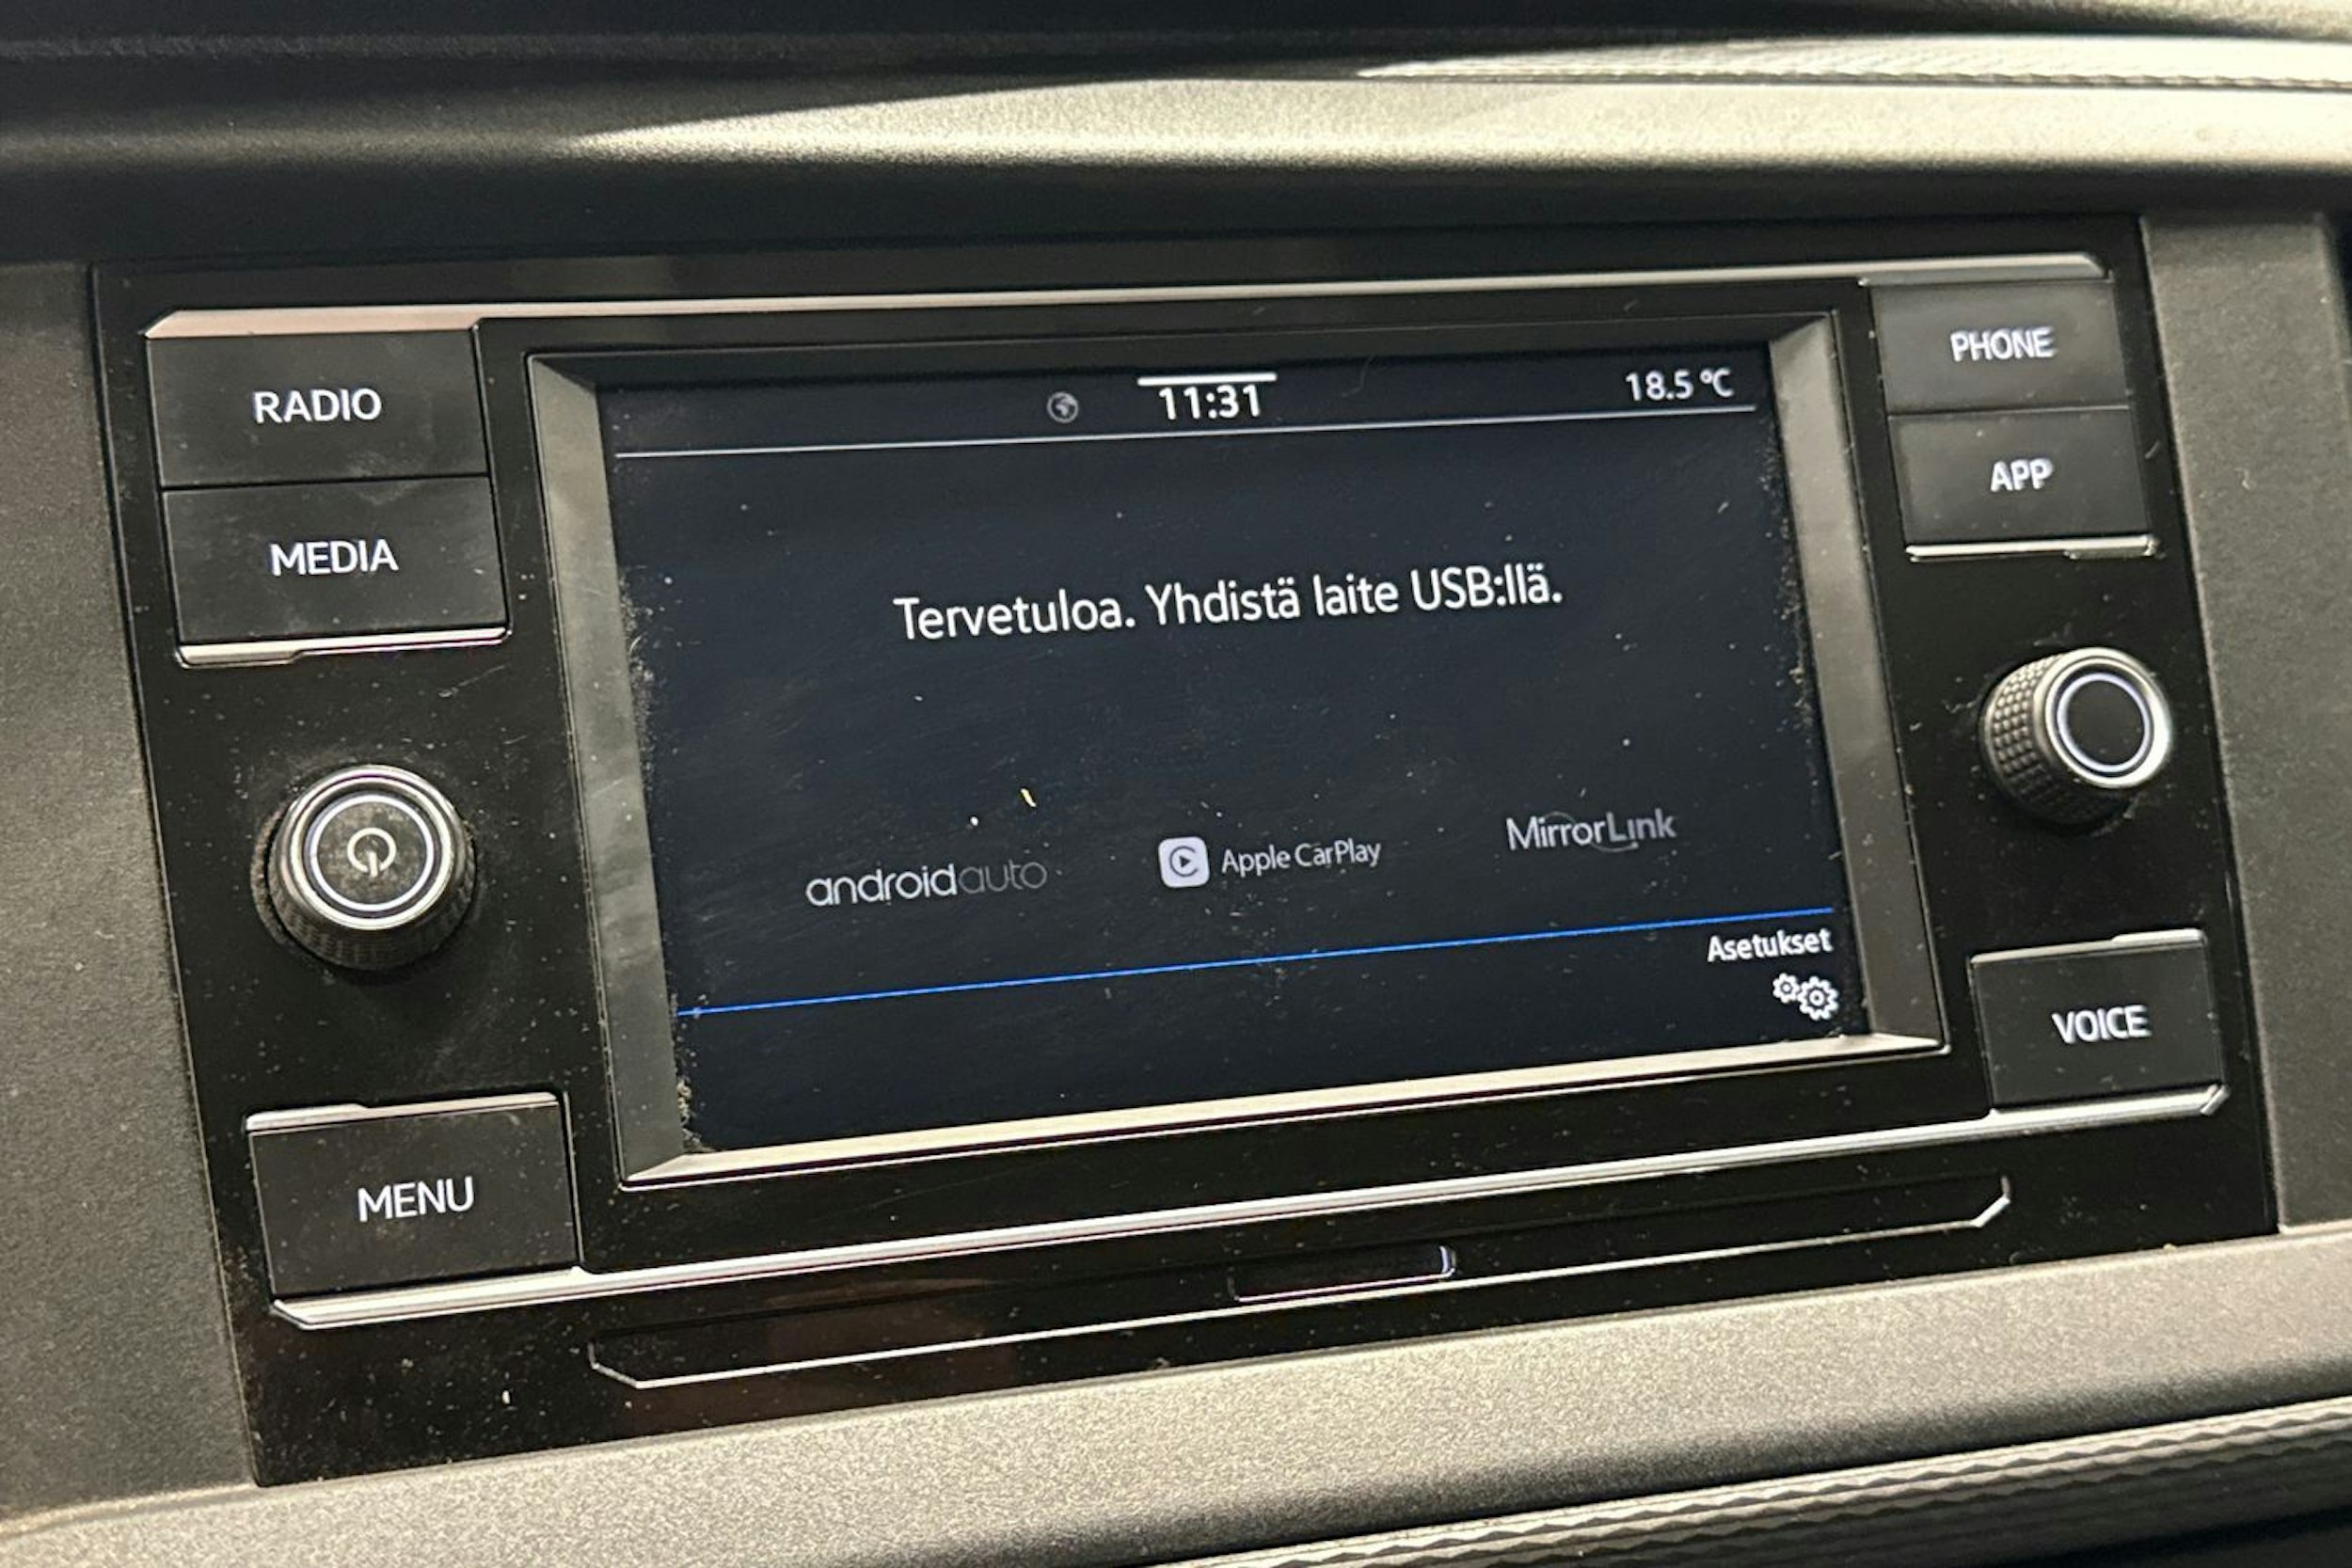 RADIO
MEDIA
MENU
11:31
18.5 °C
Tervetuloa. Yhdistä laite USB:llä.
androidauto
Apple CarPlay
MirrorLink
Asetukset
PHONE
APP
VOICE